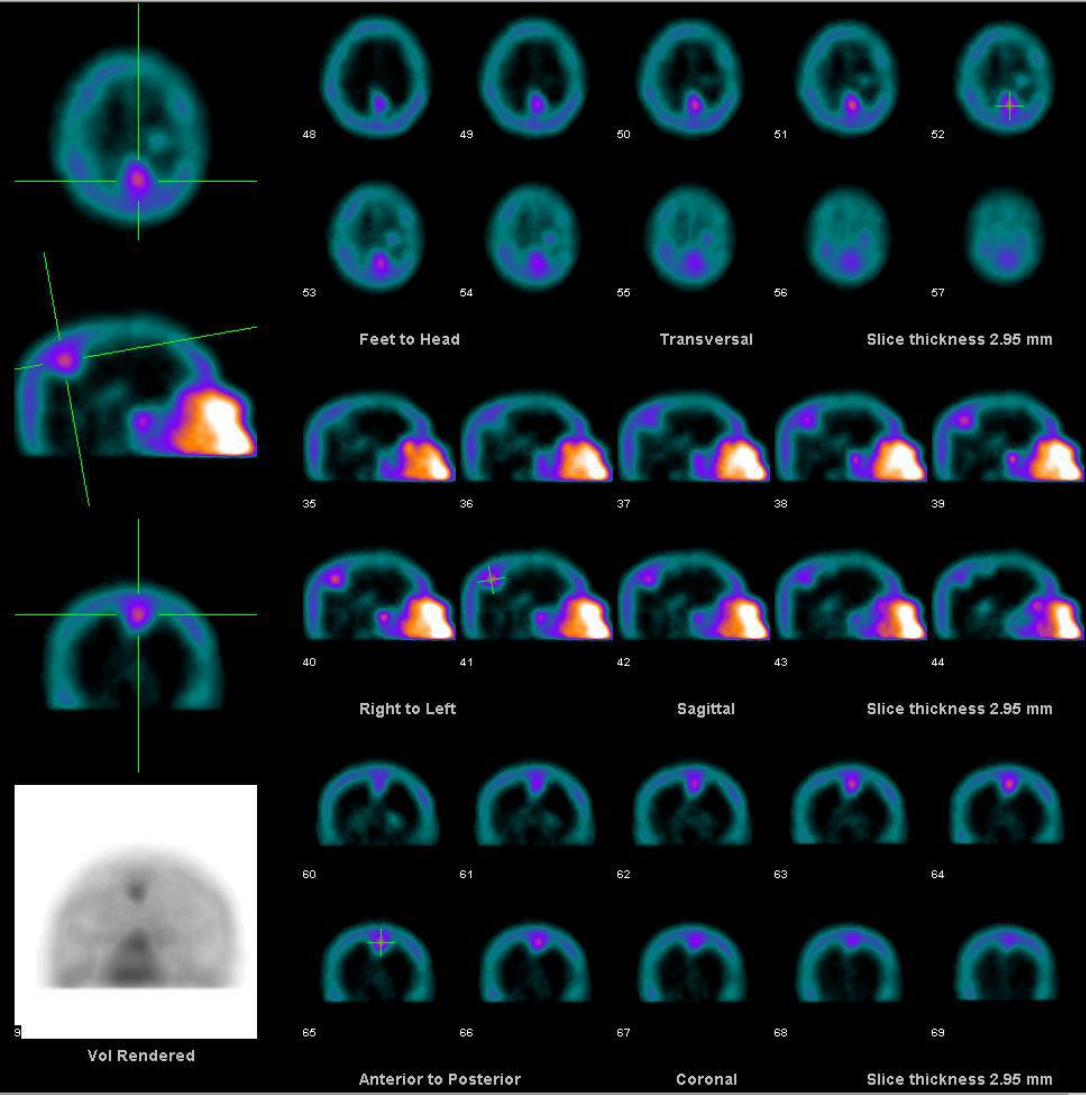 48 49 50 51 52
53 54 55 56 57
Feet to Head Transversal Slice thickness 2.95 mm
35 36 37 38 39
40 41 42 43 44
Right to Left Sagittal Slice thickness 2.95 mm
60 61 62 63 64
65 66 67 68 69
9
Vol Rendered
Anterior to Posterior Coronal Slice thickness 2.95 mm